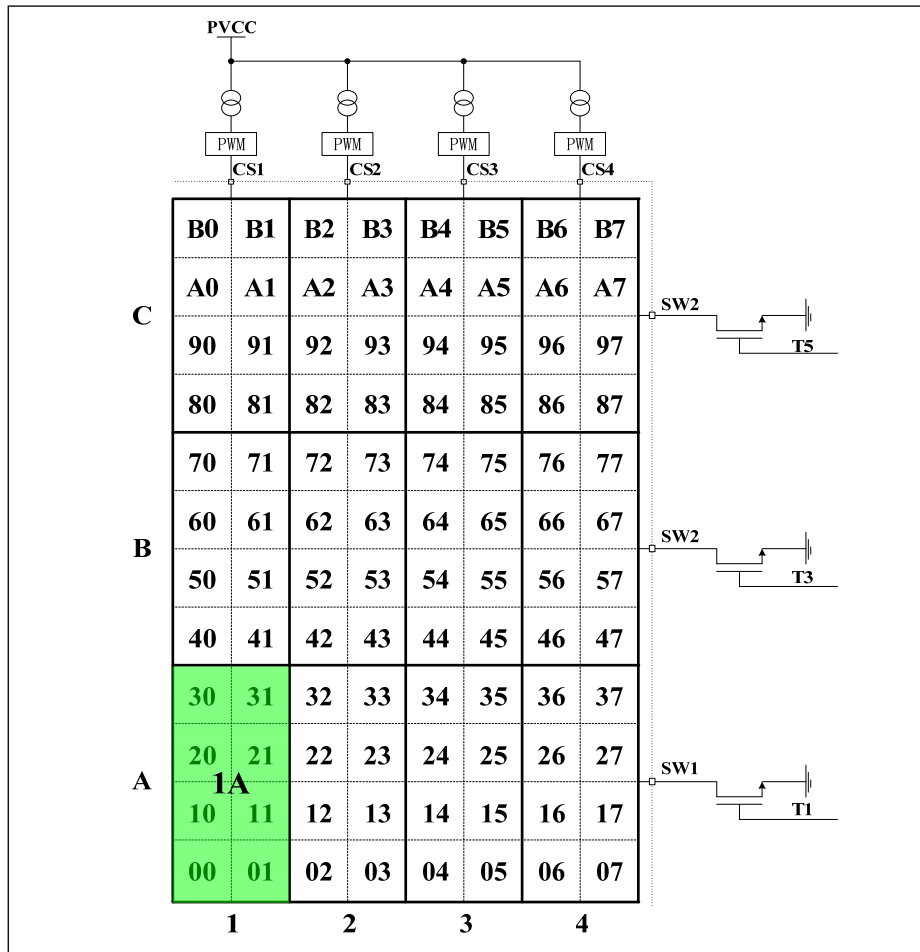 PVCC
PWM PWM PWM PWM
CS1 CS2 CS3 CS4
B0 B1 B2 B3 B4 B5 B6 B7
A0 A1 A2 A3 A4 A5 A6 A7
C SW2
90 91 92 93 94 95 96 97
T5
80 81 82 83 84 85 86 87
70 71 72 73 74 75 76 77
60 61 62 63 64 65 66 67
B SW2
50 51 52 53 54 55 56 57
T3
40 41 42 43 44 45 46 47
30 31 32 33 34 35 36 37
20 21 22 23 24 25 26 27
A 1A SW1
10 11 12 13 14 15 16 17
T1
00 01 02 03 04 05 06 07
1 2 3 4